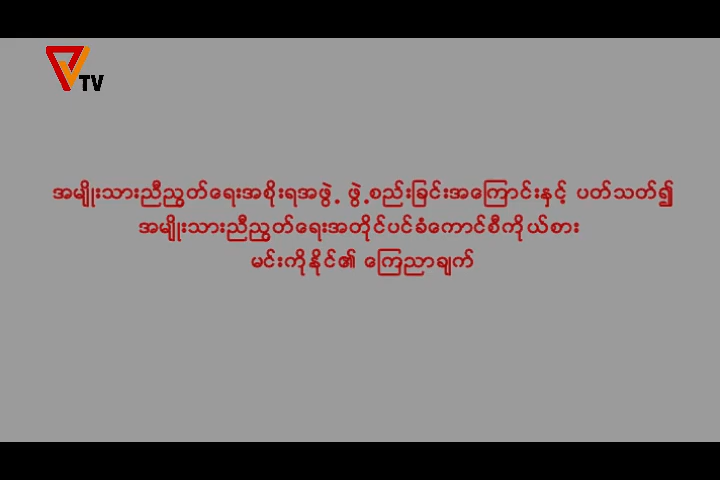 TV
အမျိုးသားညီညွတ်ရေးအစိုးရအဖွဲ့ ဖွဲ့စည်းခြင်းအကြောင်းနှင့် ပတ်သတ်၍
အမျိုးသားညီညွတ်ရေးအတိုင်ပင်ခံကောင်စီကိုယ်စား
မင်းကိုနိုင်၏ ကြေညာချက်